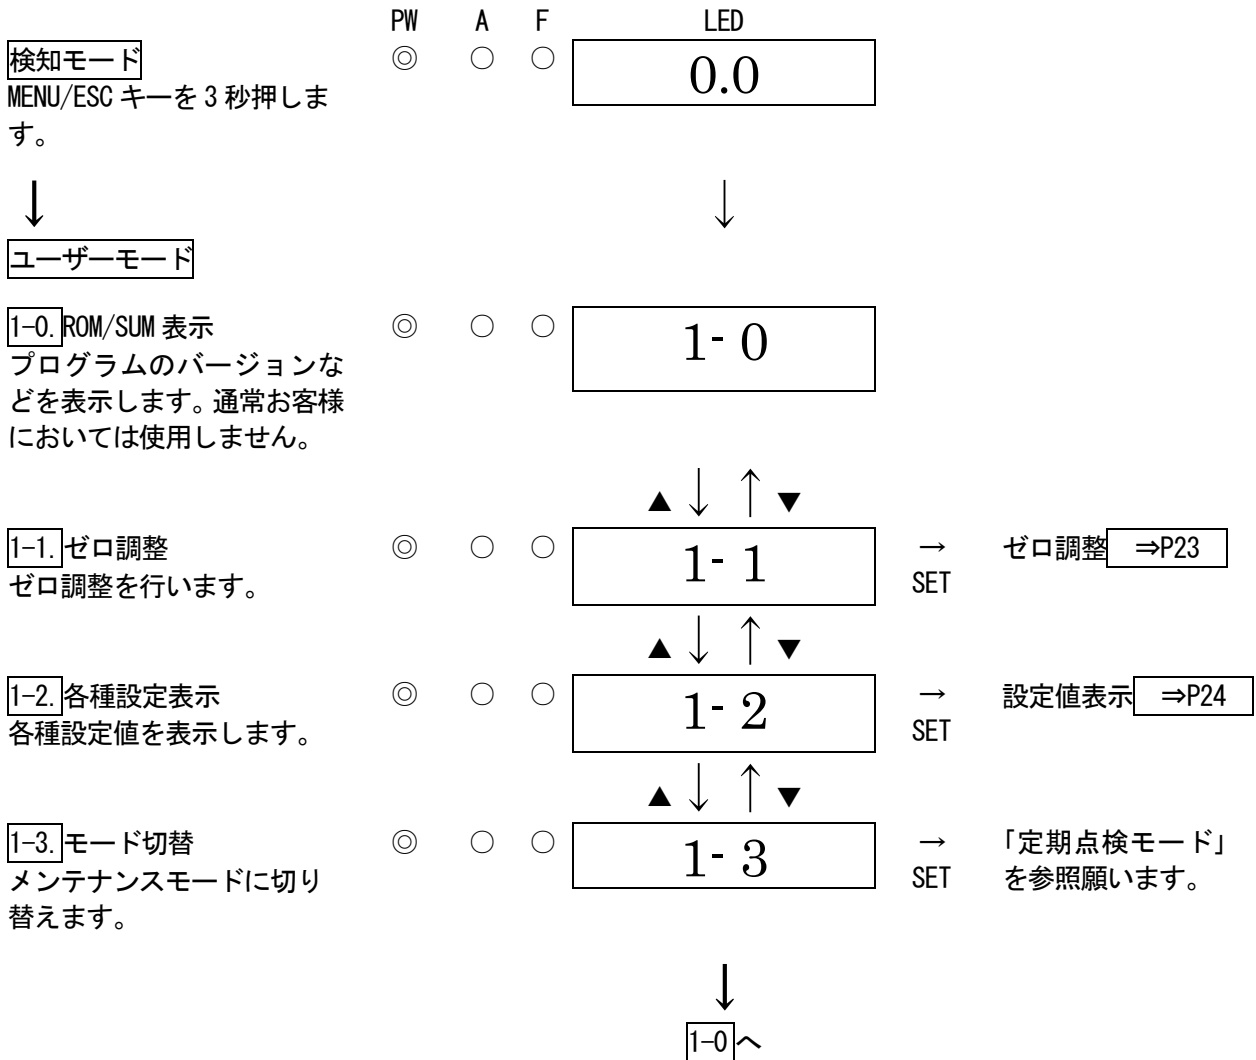 PW A F LED
検知モード ◎ ○ ○ 0.0
MENU/ESC キーを 3 秒押しま
す。
↓ ↓
ユーザーモード
1-0. ROM/SUM 表示 ◎ ○ ○ 1- 0
プログラムのバージョンな
どを表示します。通常お客様
においては使用しません。
▲ ↓ ↑ ▼
1-1. ゼロ調整 ◎ ○ ○ 1- 1 → ゼロ調整 ⇒P23
ゼロ調整を行います。 SET
▲ ↓ ↑ ▼
1-2. 各種設定表示 ◎ ○ ○ 1- 2 → 設定値表示 ⇒P24
各種設定値を表示します。 SET
▲ ↓ ↑ ▼
1-3. モード切替 ◎ ○ ○ 1- 3 → 「定期点検モード」
メンテナンスモードに切り SET を参照願います。
替えます。
↓
1-0 へ